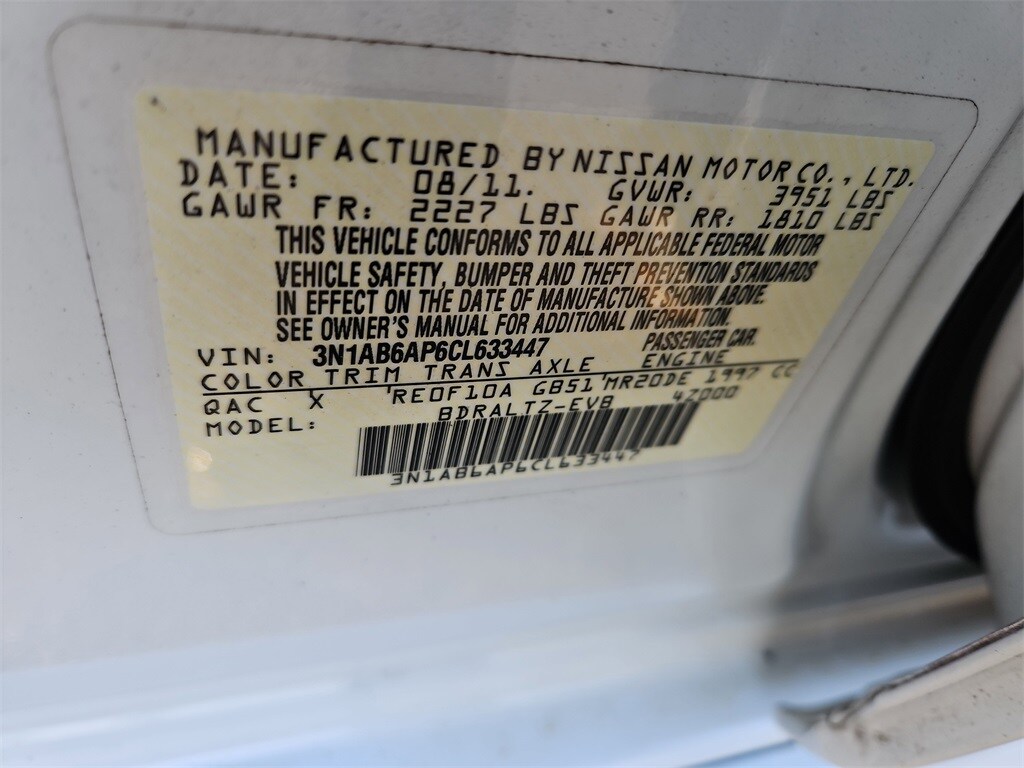 MANUFACTURED BY NISSAN MOTOR CO., LTD.
DATE: 08/11. GVWR: 3951 LBS
GAWR FR: 2227 LBS GAWR RR: 1810 LBS
THIS VEHICLE CONFORMS TO ALL APPLICABLE FEDERAL MOTOR
VEHICLE SAFETY, BUMPER AND THEFT PREVENTION STANDARDS
IN EFFECT ON THE DATE OF MANUFACTURE SHOWN ABOVE.
SEE OWNER'S MANUAL FOR ADDITIONAL INFORMATION.
VIN: 3N1AB6AP6CL633447 PASSENGER CAR.
COLOR TRIM TRANS AXLE ENGINE
QAC X RE0F10A GB51 MR20DE 1997 CC
MODEL: BDRALTZ-EVB 4Z000
3N1AB6AP6CL633447